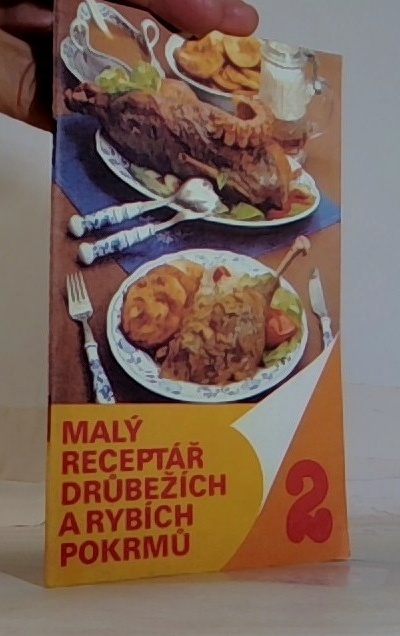 MALÝ
RECEPTÁŘ
DRŮBEŽÍCH
A RYBÍCH
POKRMŮ
2